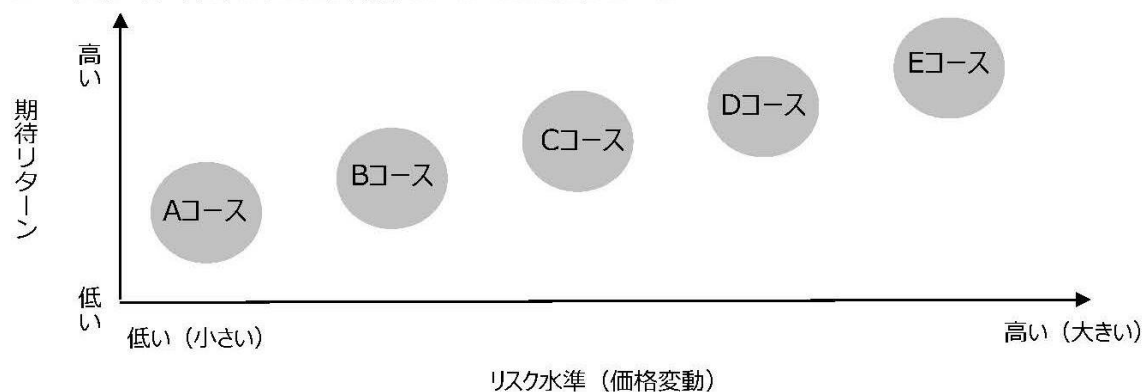 高い
期待リターン
低い
Aコース
Bコース
Cコース
Dコース
Eコース
低い（小さい）
高い（大きい）
リスク水準（価格変動）